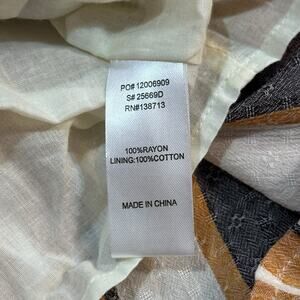 PO# 12006909
S# 25669D
RN#138713
100%RAYON
LINING:100%COTTON
MADE IN CHINA